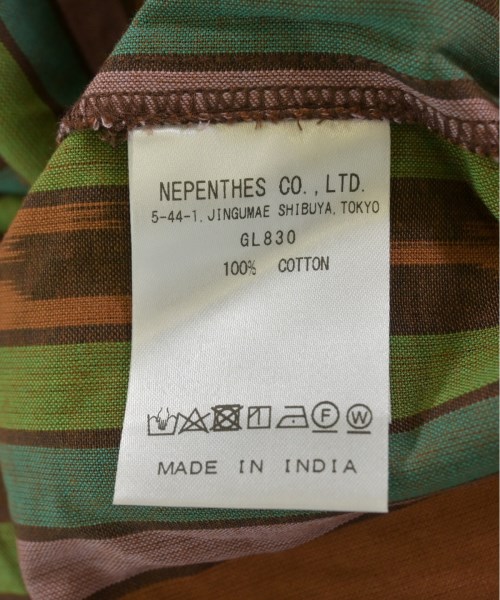 NEPENTHES CO.,LTD.
5-44-1, JINGUMAE SHIBUYA, TOKYO
GL830
100% COTTON
F W
MADE IN INDIA